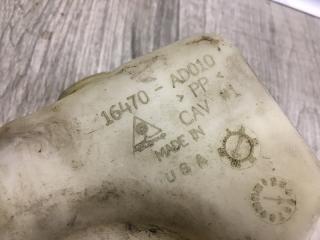 16470 - AD010
> PP <
CAV #1
MADE IN
U S A